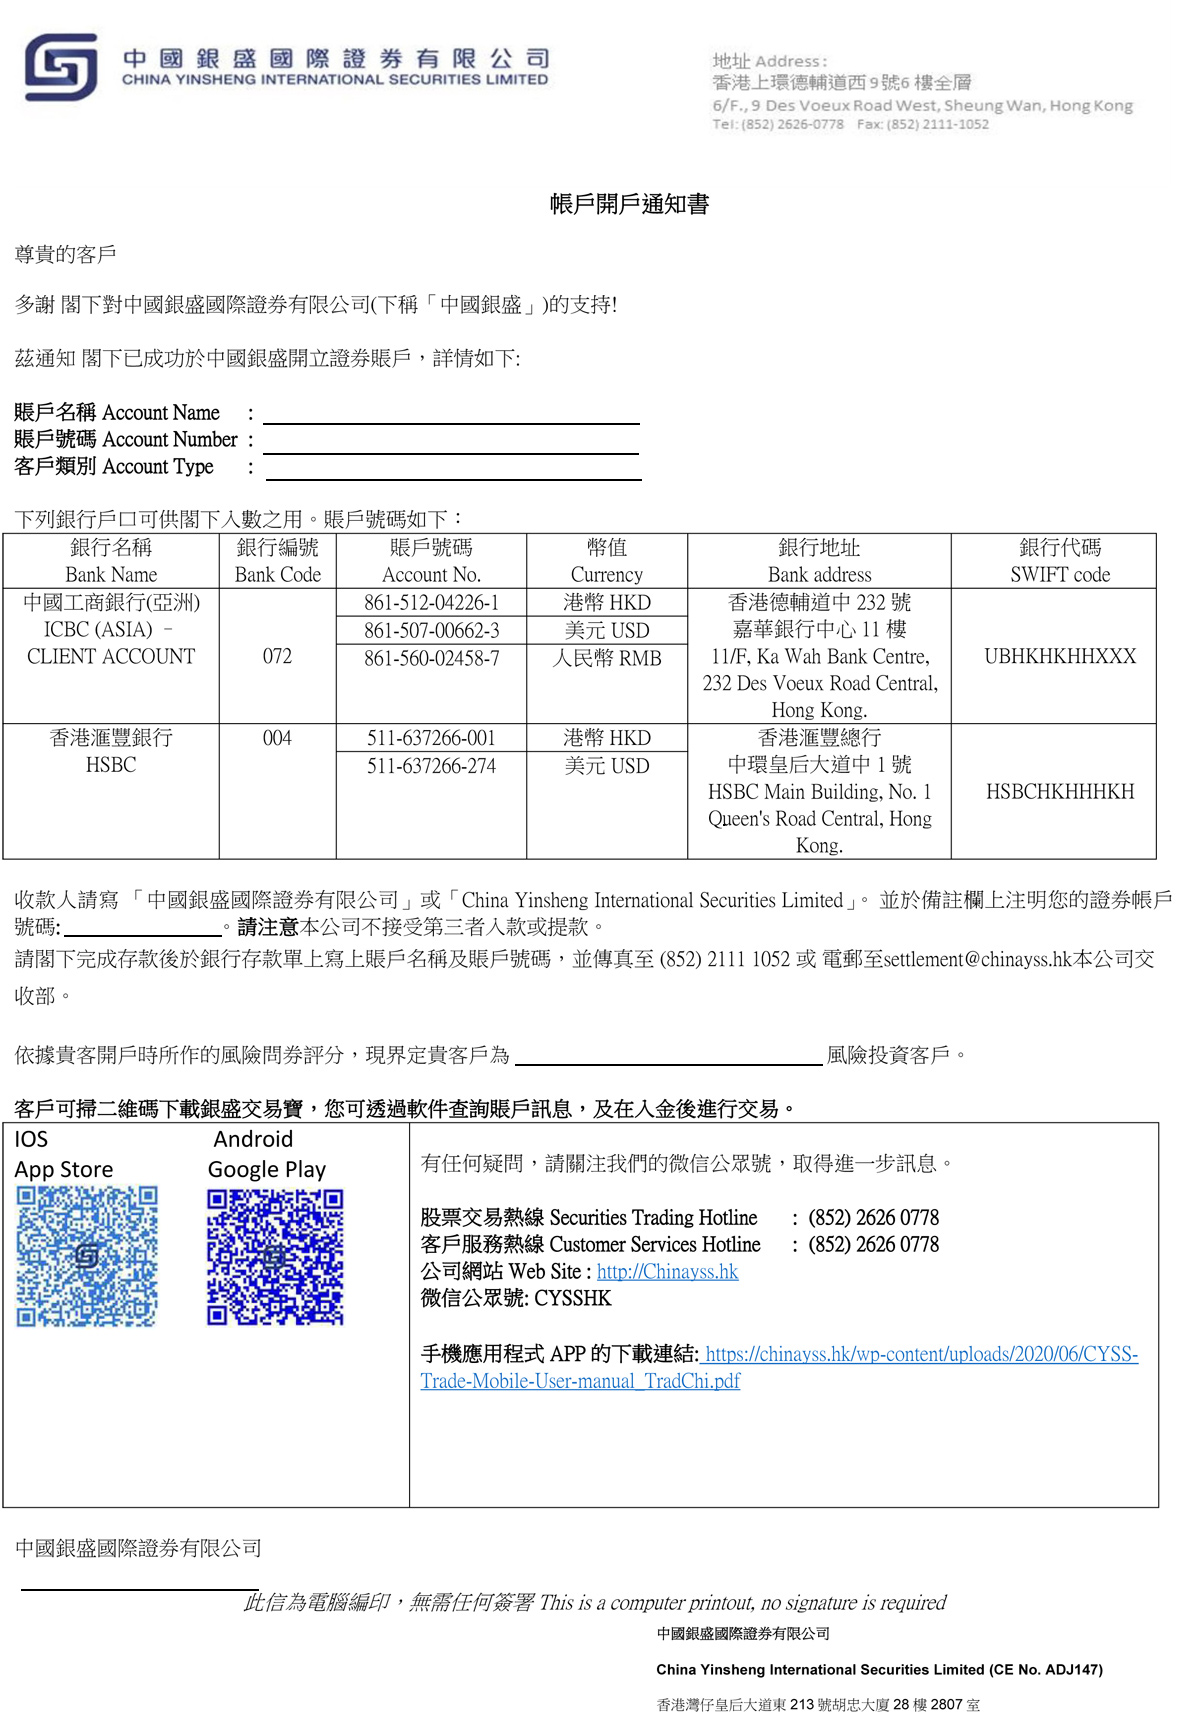 中國銀盛國際證券有限公司
CHINA YINSHENG INTERNATIONAL SECURITIES LIMITED
地址 Address:
香港上環德輔道西9號6樓全層
6/F., 9 Des Voeux Road West, Sheung Wan, Hong Kong
Tel: (852) 2626-0778 Fax: (852) 2111-1052
帳戶開戶通知書
尊貴的客戶
多謝 閣下對中國銀盛國際證券有限公司(下稱「中國銀盛」)的支持!
茲通知 閣下已成功於中國銀盛開立證券賬戶，詳情如下:
賬戶名稱 Account Name :
賬戶號碼 Account Number :
客戶類別 Account Type :
下列銀行戶口可供閣下入數之用。賬戶號碼如下：
銀行名稱 銀行編號 賬戶號碼 幣值 銀行地址 銀行代碼
Bank Name Bank Code Account No. Currency Bank address SWIFT code
中國工商銀行(亞洲) 861-512-04226-1 港幣 HKD 香港德輔道中 232 號
ICBC (ASIA) – 861-507-00662-3 美元 USD 嘉華銀行中心 11 樓
CLIENT ACCOUNT 072 861-560-02458-7 人民幣 RMB 11/F, Ka Wah Bank Centre, UBHKHKHHXXX
232 Des Voeux Road Central,
Hong Kong.
香港滙豐銀行 004 511-637266-001 港幣 HKD 香港滙豐總行
HSBC 511-637266-274 美元 USD 中環皇后大道中 1 號
HSBC Main Building, No. 1 HSBCHKHHHKH
Queen's Road Central, Hong
Kong.
收款人請寫 「中國銀盛國際證券有限公司」或「China Yinsheng International Securities Limited」。 並於備註欄上注明您的證券帳戶
號碼: 。請注意本公司不接受第三者入款或提款。
請閣下完成存款後於銀行存款單上寫上賬戶名稱及賬戶號碼，並傳真至 (852) 2111 1052 或 電郵至settlement@chinayss.hk本公司交
收部。
依據貴客開戶時所作的風險問券評分，現界定貴客戶為 風險投資客戶。
客戶可掃二維碼下載銀盛交易寶，您可透過軟件查詢賬戶訊息，及在入金後進行交易。
IOS Android
App Store Google Play
有任何疑問，請關注我們的微信公眾號，取得進一步訊息。
股票交易熱線 Securities Trading Hotline : (852) 2626 0778
客戶服務熱線 Customer Services Hotline : (852) 2626 0778
公司網站 Web Site : http://Chinayss.hk
微信公眾號: CYSSHK
手機應用程式 APP 的下載連結: https://chinayss.hk/wp-content/uploads/2020/06/CYSS-
Trade-Mobile-User-manual_TradChi.pdf
中國銀盛國際證券有限公司
此信為電腦編印，無需任何簽署 This is a computer printout, no signature is required
中國銀盛國際證券有限公司
China Yinsheng International Securities Limited (CE No. ADJ147)
香港灣仔皇后大道東 213 號胡忠大廈 28 樓 2807 室